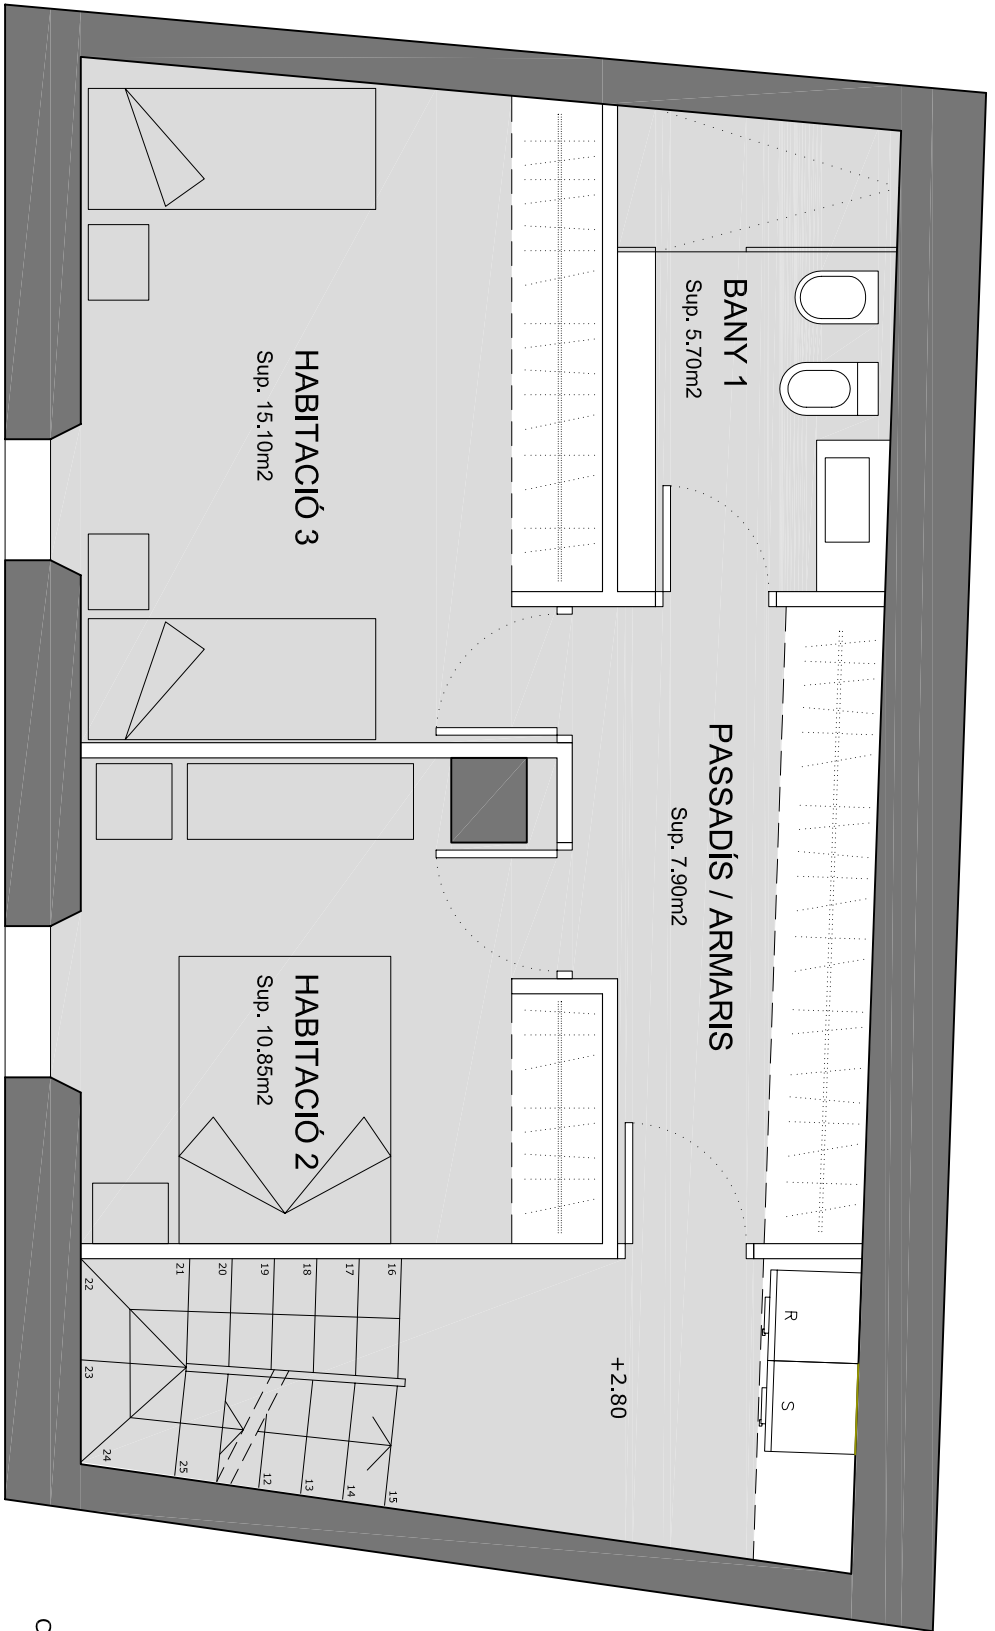 BANY 1
Sup. 5.70m2
HABITACIÓ 3
Sup. 15.10m2
PASSADÍS / ARMARIS
Sup. 7.90m2
HABITACIÓ 2
Sup. 10.85m2
R
S
+2.80
16
17
18
19
20
21
22
23
24
25
12
13
14
15
C